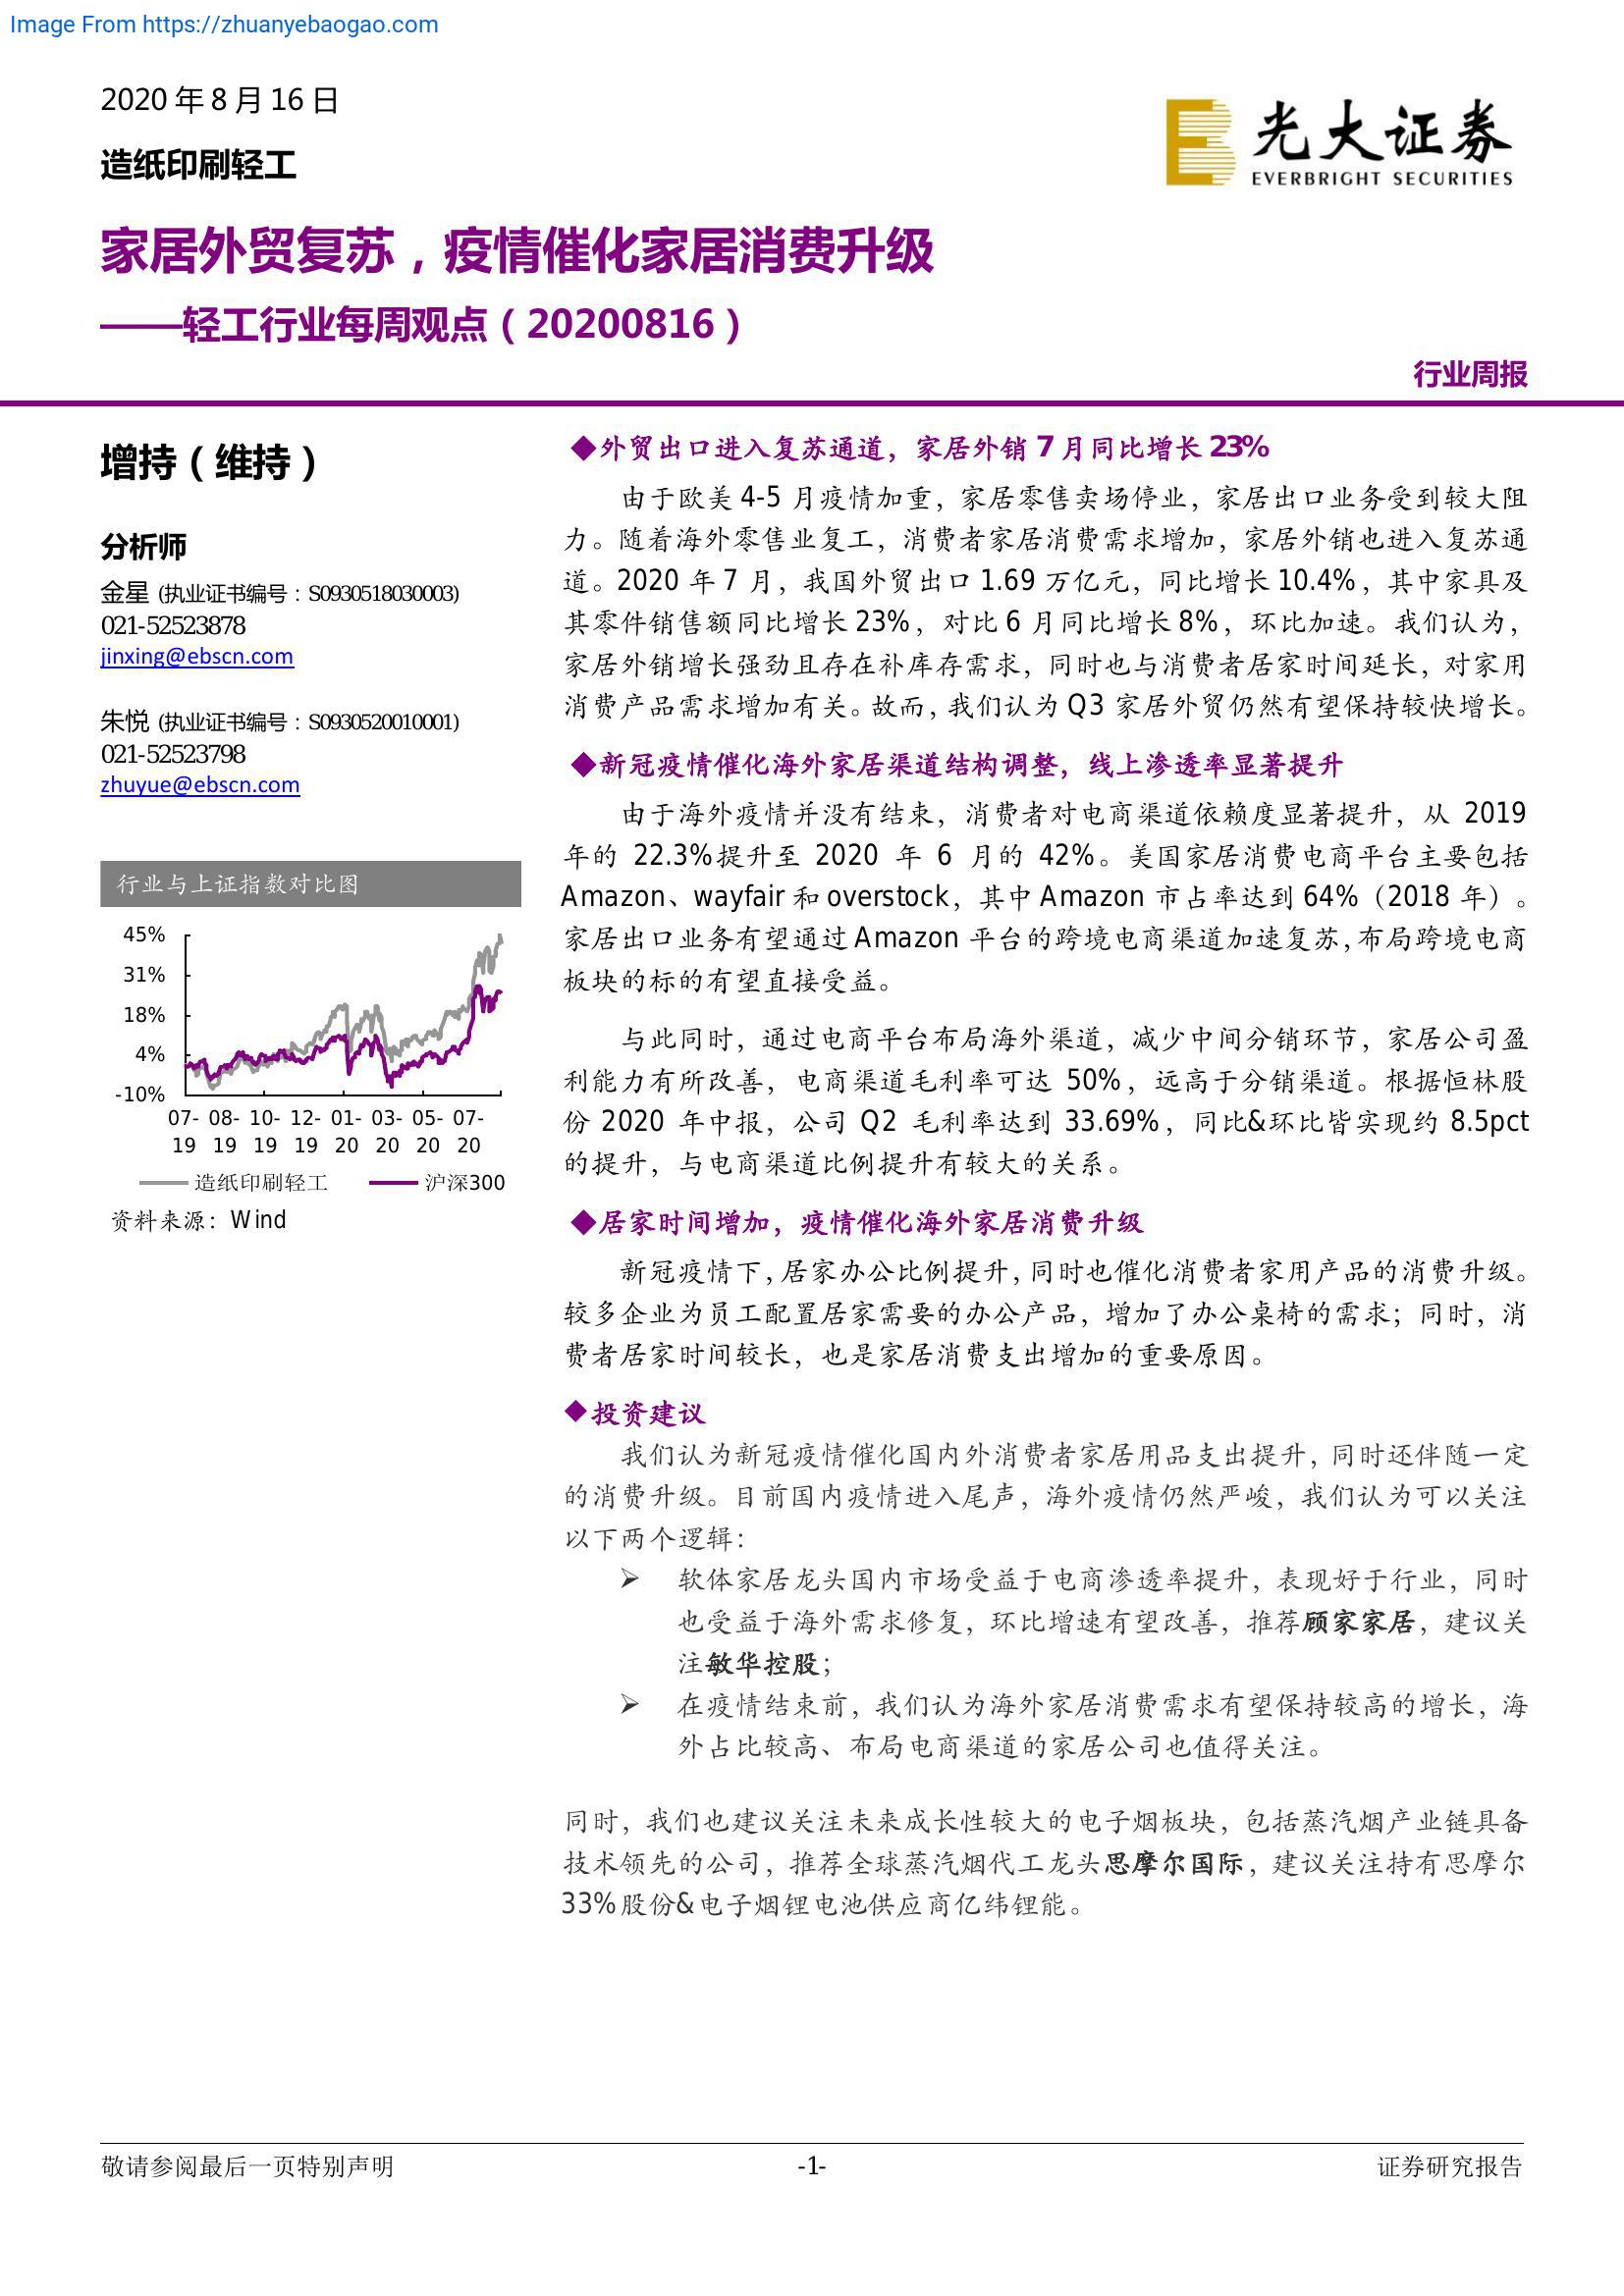 Image From https://zhuanyebaogao.com
2020 年 8 月 16 日
造纸印刷轻工
光大证券
EVERBRIGHT SECURITIES
家居外贸复苏，疫情催化家居消费升级
——轻工行业每周观点（20200816）
行业周报
增持（维持）
分析师
金星 (执业证书编号：S0930518030003)
021-52523878
jinxing@ebscn.com
朱悦 (执业证书编号：S0930520010001)
021-52523798
zhuyue@ebscn.com
行业与上证指数对比图
45%
31%
18%
4%
-10%
07- 08- 10- 12- 01- 03- 05- 07-
19 19 19 19 20 20 20 20
造纸印刷轻工 沪深300
资料来源：Wind
◆外贸出口进入复苏通道，家居外销 7 月同比增长 23%
由于欧美 4-5 月疫情加重，家居零售卖场停业，家居出口业务受到较大阻
力。随着海外零售业复工，消费者家居消费需求增加，家居外销也进入复苏通
道。2020 年 7 月，我国外贸出口 1.69 万亿元，同比增长 10.4%，其中家具及
其零件销售额同比增长 23%，对比 6 月同比增长 8%，环比加速。我们认为，
家居外销增长强劲且存在补库存需求，同时也与消费者居家时间延长，对家用
消费产品需求增加有关。故而，我们认为 Q3 家居外贸仍然有望保持较快增长。
◆新冠疫情催化海外家居渠道结构调整，线上渗透率显著提升
由于海外疫情并没有结束，消费者对电商渠道依赖度显著提升，从 2019
年的 22.3%提升至 2020 年 6 月的 42%。美国家居消费电商平台主要包括
Amazon、wayfair 和 overstock，其中 Amazon 市占率达到 64%（2018 年）。
家居出口业务有望通过 Amazon 平台的跨境电商渠道加速复苏，布局跨境电商
板块的标的有望直接受益。
与此同时，通过电商平台布局海外渠道，减少中间分销环节，家居公司盈
利能力有所改善，电商渠道毛利率可达 50%，远高于分销渠道。根据恒林股
份 2020 年中报，公司 Q2 毛利率达到 33.69%，同比&环比皆实现约 8.5pct
的提升，与电商渠道比例提升有较大的关系。
◆居家时间增加，疫情催化海外家居消费升级
新冠疫情下，居家办公比例提升，同时也催化消费者家用产品的消费升级。
较多企业为员工配置居家需要的办公产品，增加了办公桌椅的需求；同时，消
费者居家时间较长，也是家居消费支出增加的重要原因。
◆投资建议
我们认为新冠疫情催化国内外消费者家居用品支出提升，同时还伴随一定
的消费升级。目前国内疫情进入尾声，海外疫情仍然严峻，我们认为可以关注
以下两个逻辑：
➢ 软体家居龙头国内市场受益于电商渗透率提升，表现好于行业，同时
也受益于海外需求修复，环比增速有望改善，推荐顾家家居，建议关
注敏华控股；
➢ 在疫情结束前，我们认为海外家居消费需求有望保持较高的增长，海
外占比较高、布局电商渠道的家居公司也值得关注。
同时，我们也建议关注未来成长性较大的电子烟板块，包括蒸汽烟产业链具备
技术领先的公司，推荐全球蒸汽烟代工龙头思摩尔国际，建议关注持有思摩尔
33%股份&电子烟锂电池供应商亿纬锂能。
敬请参阅最后一页特别声明 -1- 证券研究报告